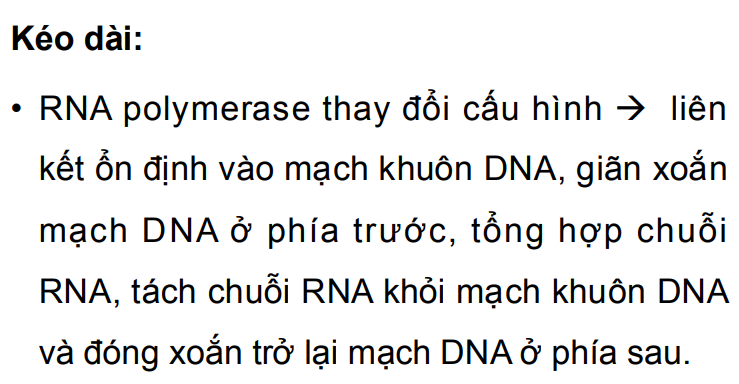 Kéo dài:
• RNA polymerase thay đổi cấu hình → liên
kết ổn định vào mạch khuôn DNA, giãn xoắn
mạch DNA ở phía trước, tổng hợp chuỗi
RNA, tách chuỗi RNA khỏi mạch khuôn DNA
và đóng xoắn trở lại mạch DNA ở phía sau.